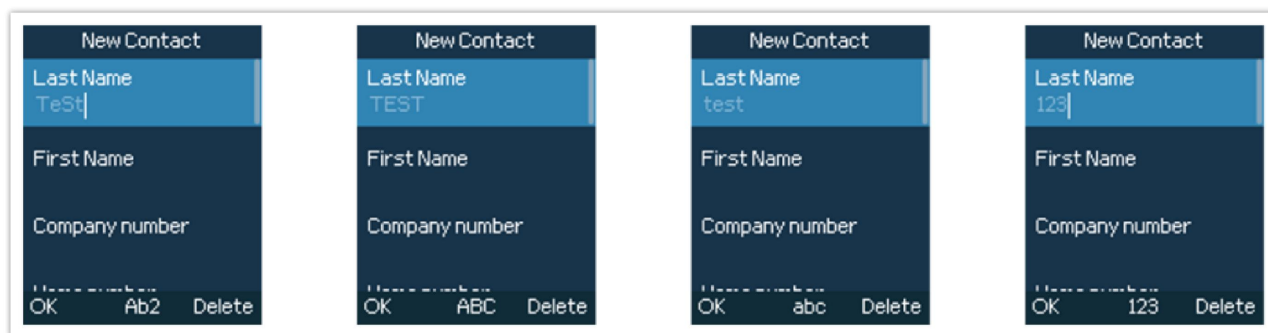 New Contact
Last Name
TeSt
First Name
Company number
OK Ab2 Delete
New Contact
Last Name
TEST
First Name
Company number
OK ABC Delete
New Contact
Last Name
test
First Name
Company number
OK abc Delete
New Contact
Last Name
123
First Name
Company number
OK 123 Delete